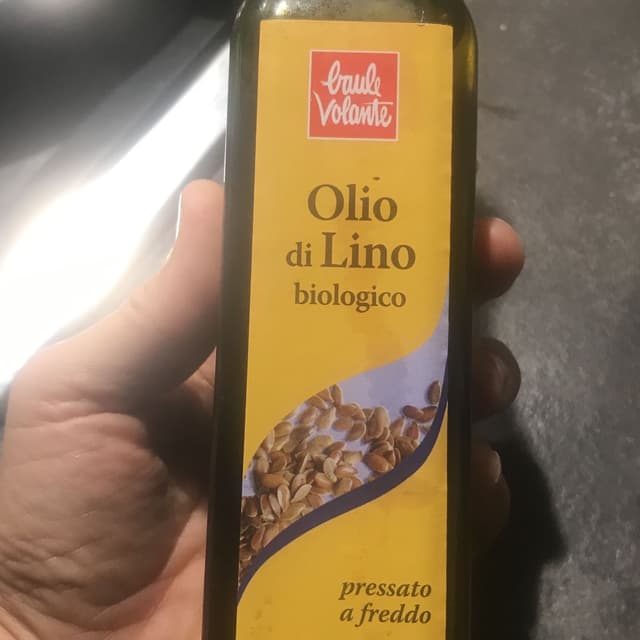 baule
volante
Olio
di Lino
biologico
pressato
a freddo